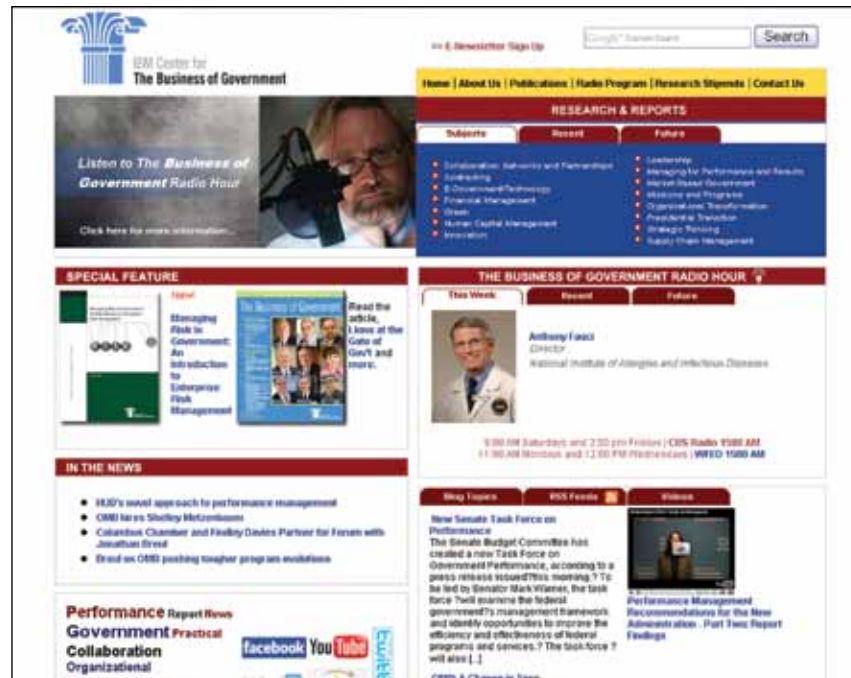 >> E-Newsletter Sign Up
Search
IBM Center for
The Business of Government
Home | About Us | Publications | Radio Program | Research Stipends | Contact Us
Listen to The Business of
Government Radio Hour
Click here for more information...
RESEARCH & REPORTS
Subjects Recent Future
Collaboration: Networks and Partnerships
Contracting
E-Government/Technology
Financial Management
Green
Human Capital Management
Innovation
Leadership
Managing for Performance and Results
Market-Based Government
Missions and Programs
Organizational Transformation
Presidential Transition
Strategic Thinking
Supply Chain Management
SPECIAL FEATURE
New!
Managing
Risk in
Government:
An
Introduction
to
Enterprise
Risk
Management
The Business of Government
Read the
article,
at the
Gate of
Gov't and
more.
THE BUSINESS OF GOVERNMENT RADIO HOUR
This Week Recent Future
Anthony Fauci
Director
National Institute of Allergies and Infectious Diseases
9:00 AM Saturdays and 2:00 pm Fridays | CBS Radio 1580 AM
11:00 AM Mondays and 12:00 PM Wednesdays | WFED 1500 AM
IN THE NEWS
HUD's novel approach to performance management
OMB hires Shelley Metzenbaum
Columbus Chamber and Findley Davies Partner for Forum with
Jonathan Breul
Breul on OMB pushing tougher program evaluations
Blog Topics RSS Feeds Videos
New Senate Task Force on
Performance
The Senate Budget Committee has
created a new Task Force on
Government Performance, according to a
press release issued?this morning.? To
be led by Senator Mark Warner, the task
force ?will examine the federal
government?s management framework
and identify opportunities to improve the
efficiency and effectiveness of federal
programs and services.? The task force ?
will also [...]
Performance Management
Recommendations for the New
Administration - Part Two: Report
Findings
Performance Report News
Government Practical
Collaboration
Organizational
facebook YouTube twitter